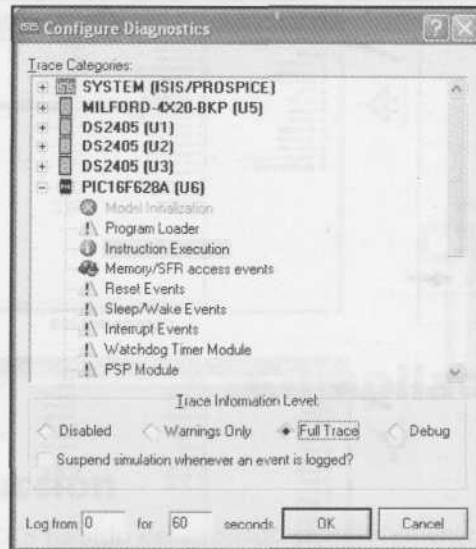 ISIS Configure Diagnostics
Trace Categories:
SYSTEM (ISIS/PROSPICE)
MILFORD-4X20-BKP (U5)
DS2405 (U1)
DS2405 (U2)
DS2405 (U3)
PIC16F628A (U6)
Model Initialization
Program Loader
Instruction Execution
Memory/SFR access events
Reset Events
Sleep/Wake Events
Interrupt Events
Watchdog Timer Module
PSP Module
Trace Information Level:
Disabled Warnings Only Full Trace Debug
Suspend simulation whenever an event is logged?
Log from 0 for 60 seconds. OK Cancel